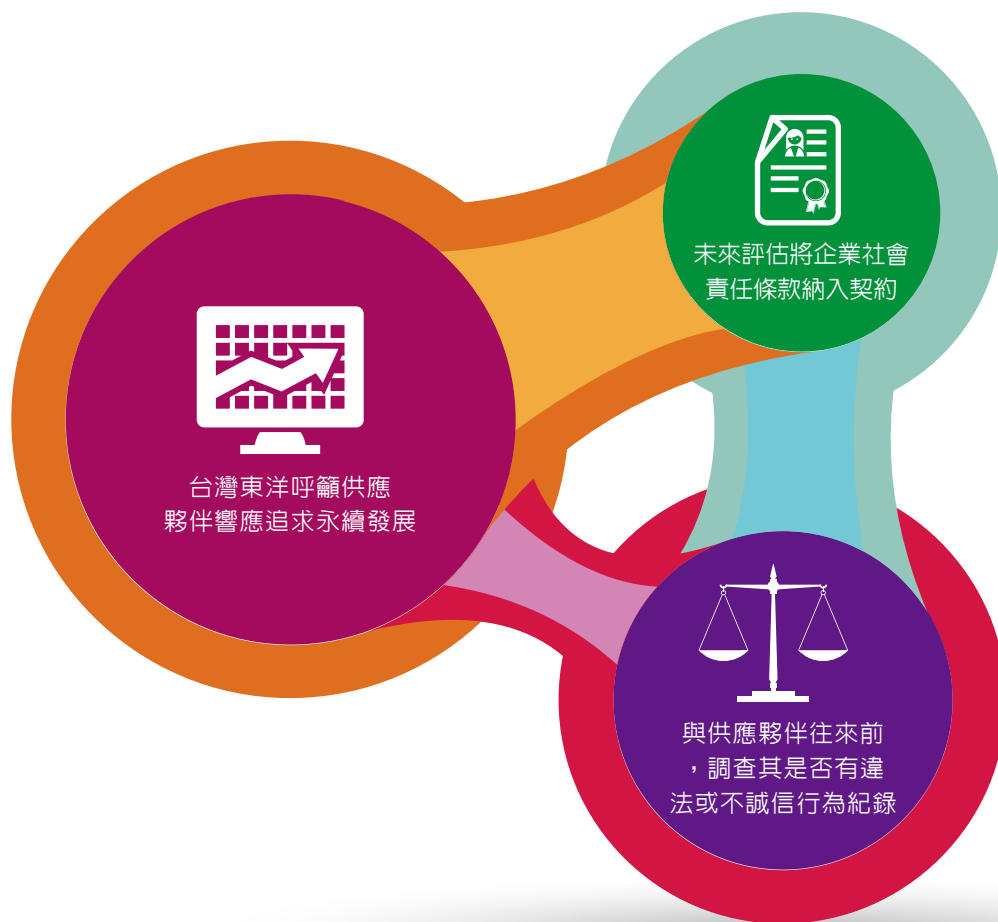 未來評估將企業社會
責任條款納入契約
台灣東洋呼籲供應
夥伴響應追求永續發展
與供應夥伴往來前
，調查其是否有違
法或不誠信行為紀錄